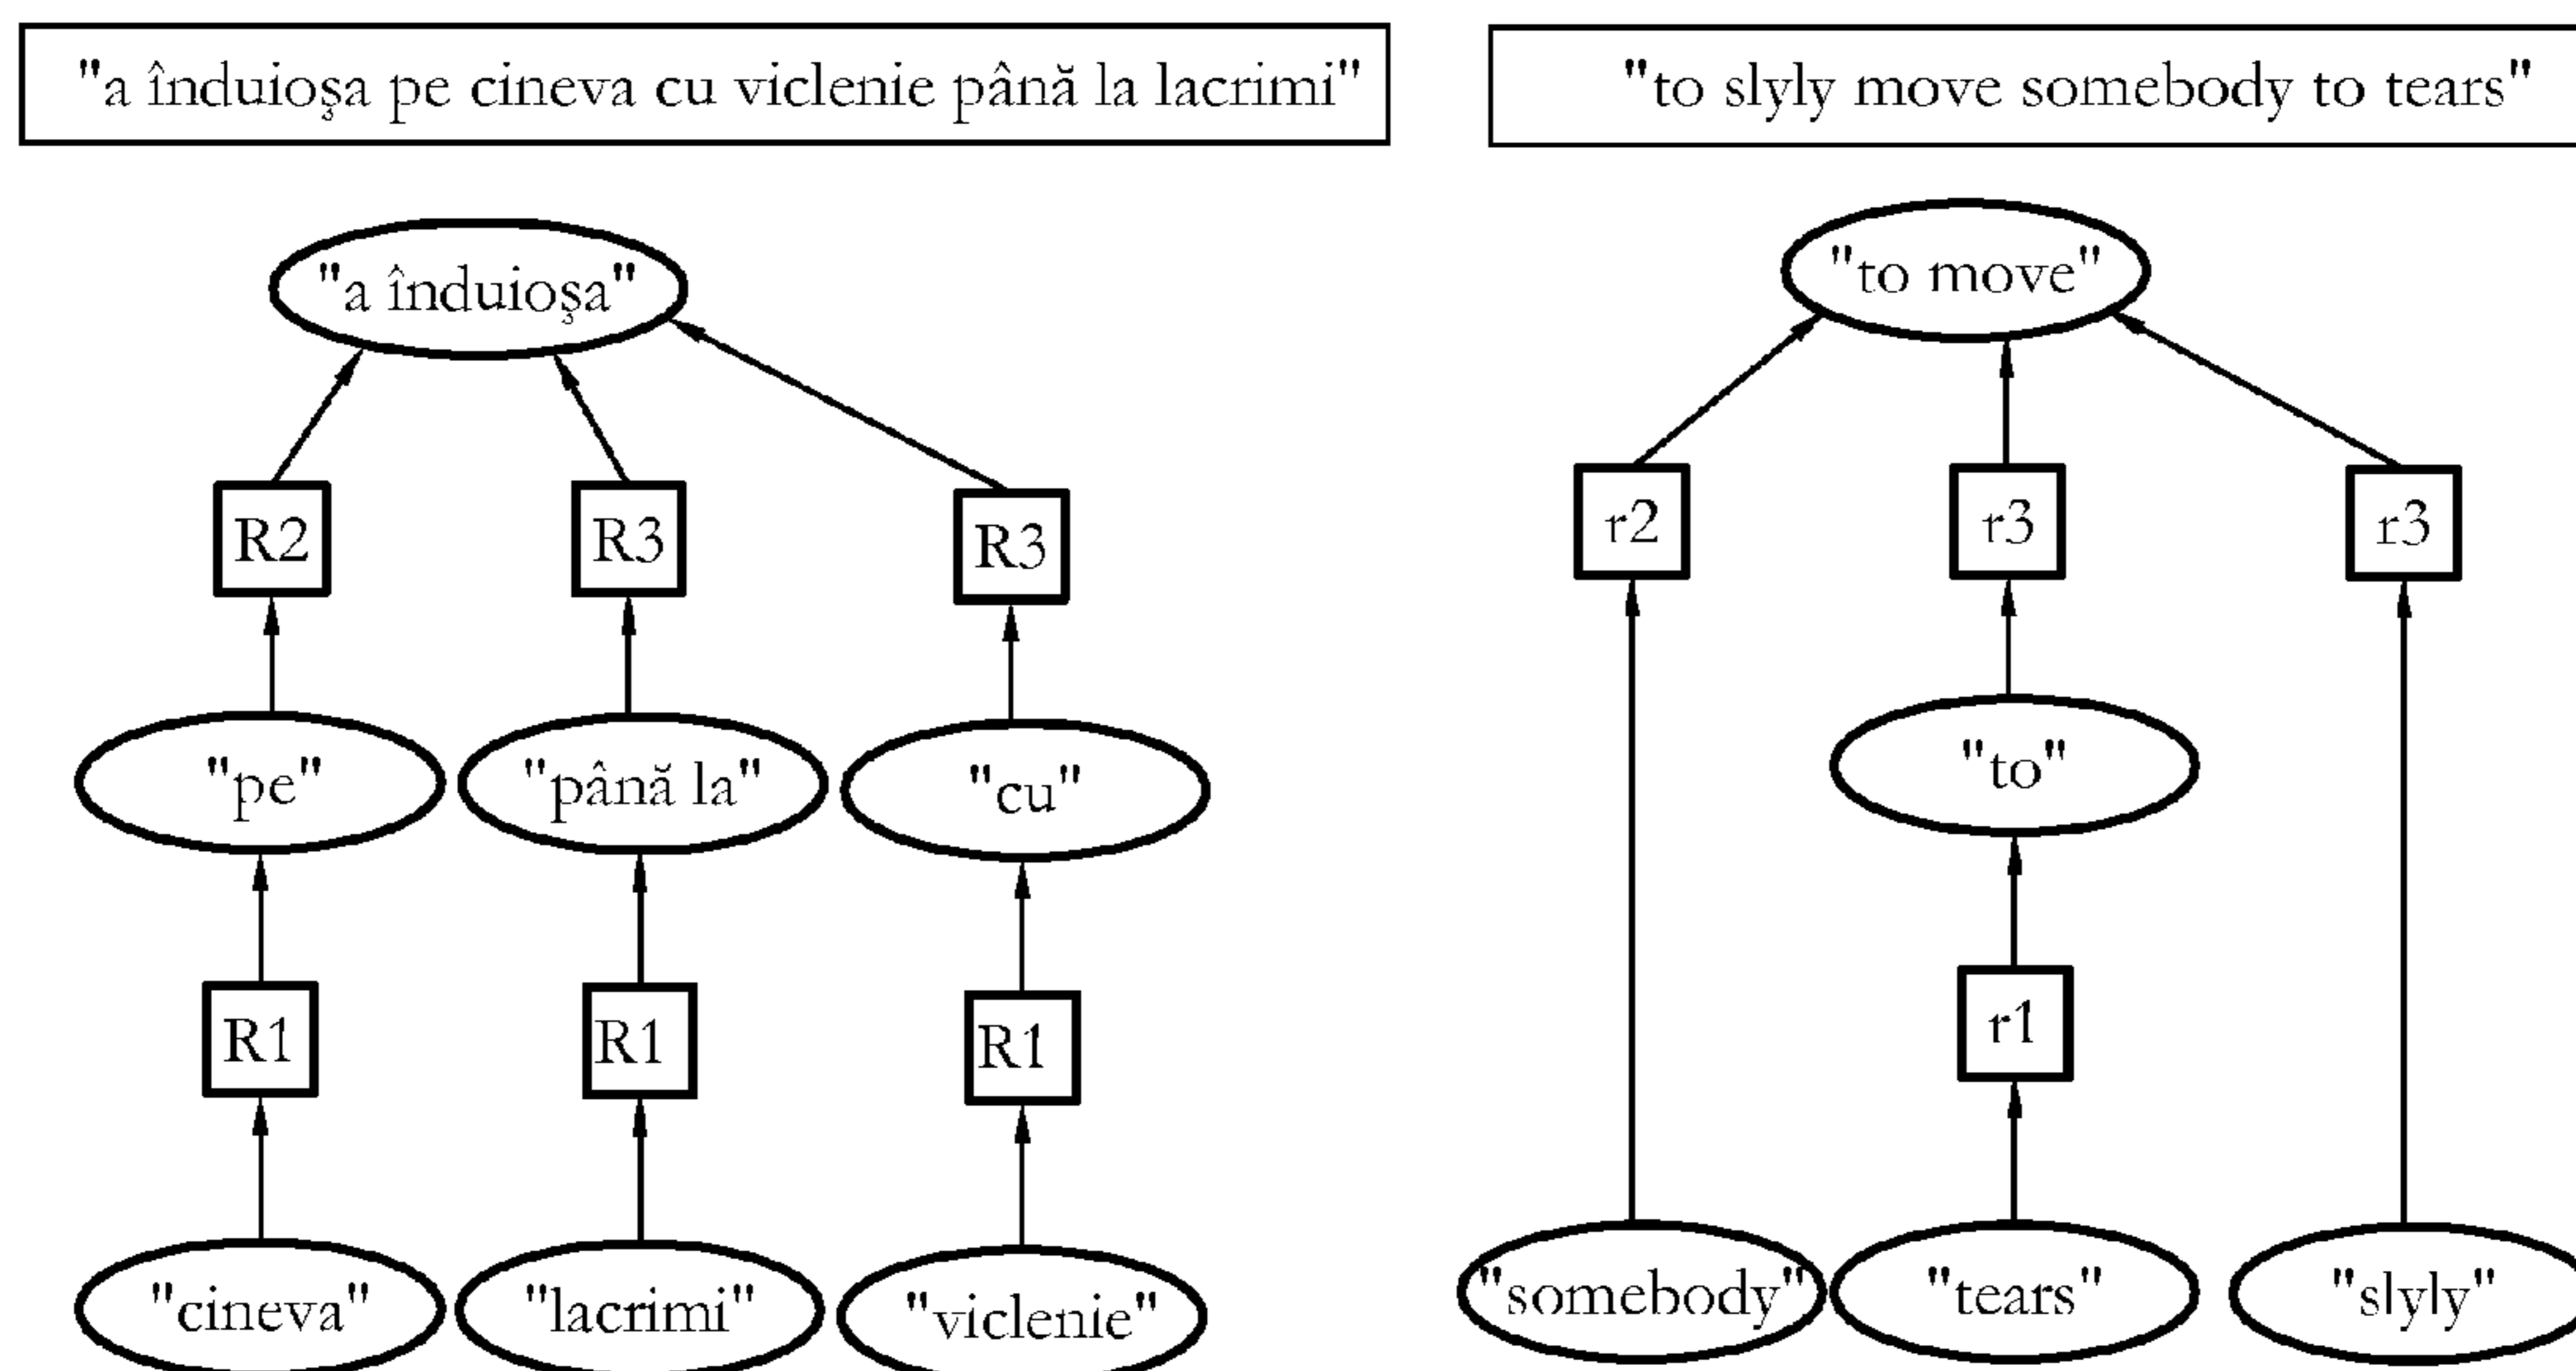 "a înduioşa pe cineva cu viclenie până la lacrimi"
"to slyly move somebody to tears"
"a înduioşa"
"to move"
R2 R3 R3
r2 r3 r3
"pe" "până la" "cu"
"to"
R1 R1 R1
r1
"cineva" "lacrimi" "viclenie"
"somebody" "tears" "slyly"